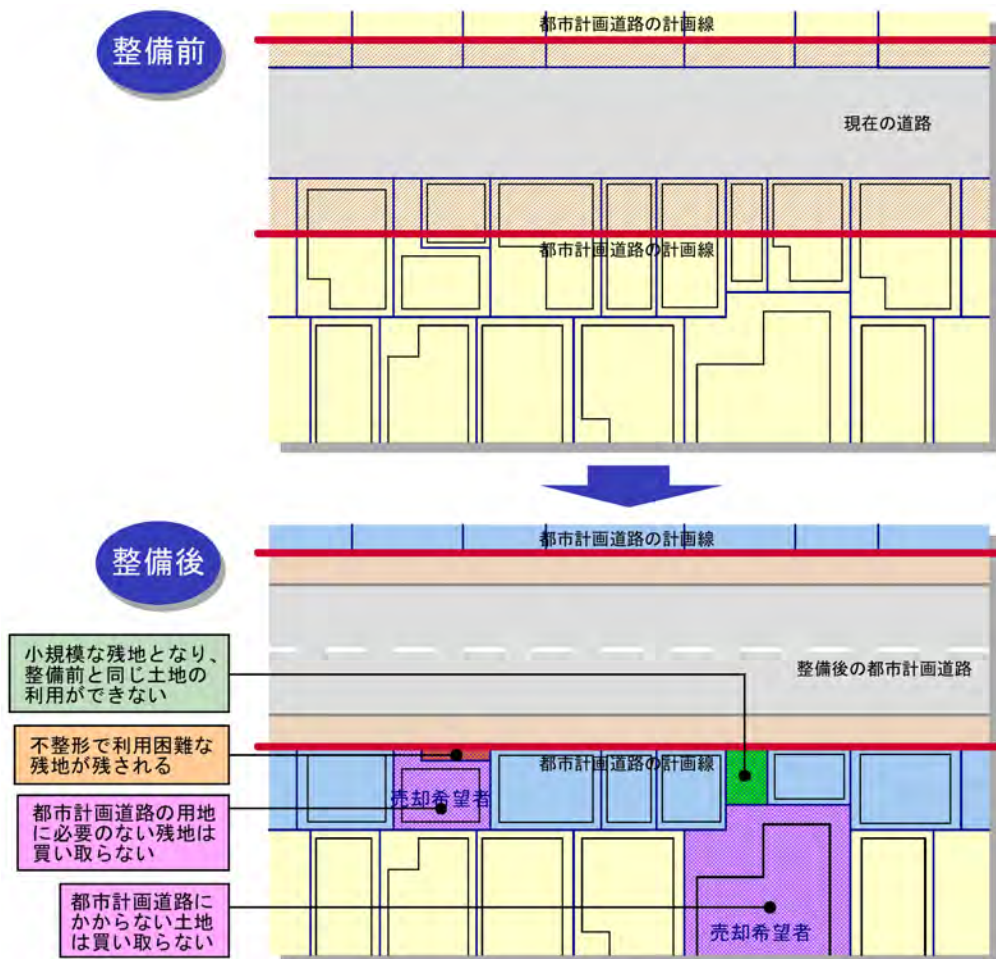 都市計画道路の計画線
整備前
現在の道路
都市計画道路の計画線
都市計画道路の計画線
整備後
小規模な残地となり、
整備前と同じ土地の
利用ができない
整備後の都市計画道路
不整形で利用困難な
残地が残される
都市計画道路の計画線
売却希望者
都市計画道路の用地
に必要のない残地は
買い取らない
都市計画道路に
かからない土地
は買い取らない
売却希望者